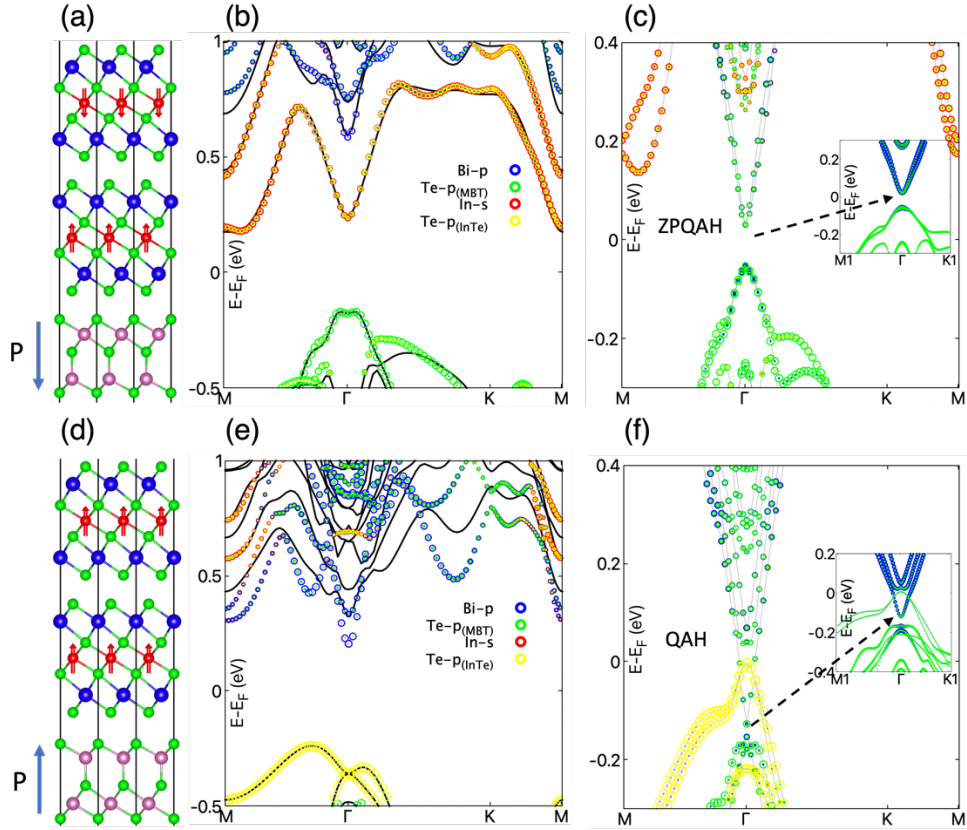 (a)
(b)
(c)
P
1
0.5
0
-0.5
E-E_F (eV)
M
Γ
K
M
Bi-p
Te-p(MBT)
In-s
Te-p(InTe)
0.4
0.2
0
-0.2
E-E_F (eV)
M
Γ
K
M
ZPQAH
0.2
0
-0.2
E-E_F (eV)
M1
Γ
K1
(d)
(e)
(f)
P
1
0.5
0
-0.5
E-E_F (eV)
M
Γ
K
M
Bi-p
Te-p(MBT)
In-s
Te-p(InTe)
0.4
0.2
0
-0.2
E-E_F (eV)
M
Γ
K
M
QAH
0.2
0
-0.2
-0.4
E-E_F (eV)
M1
Γ
K1